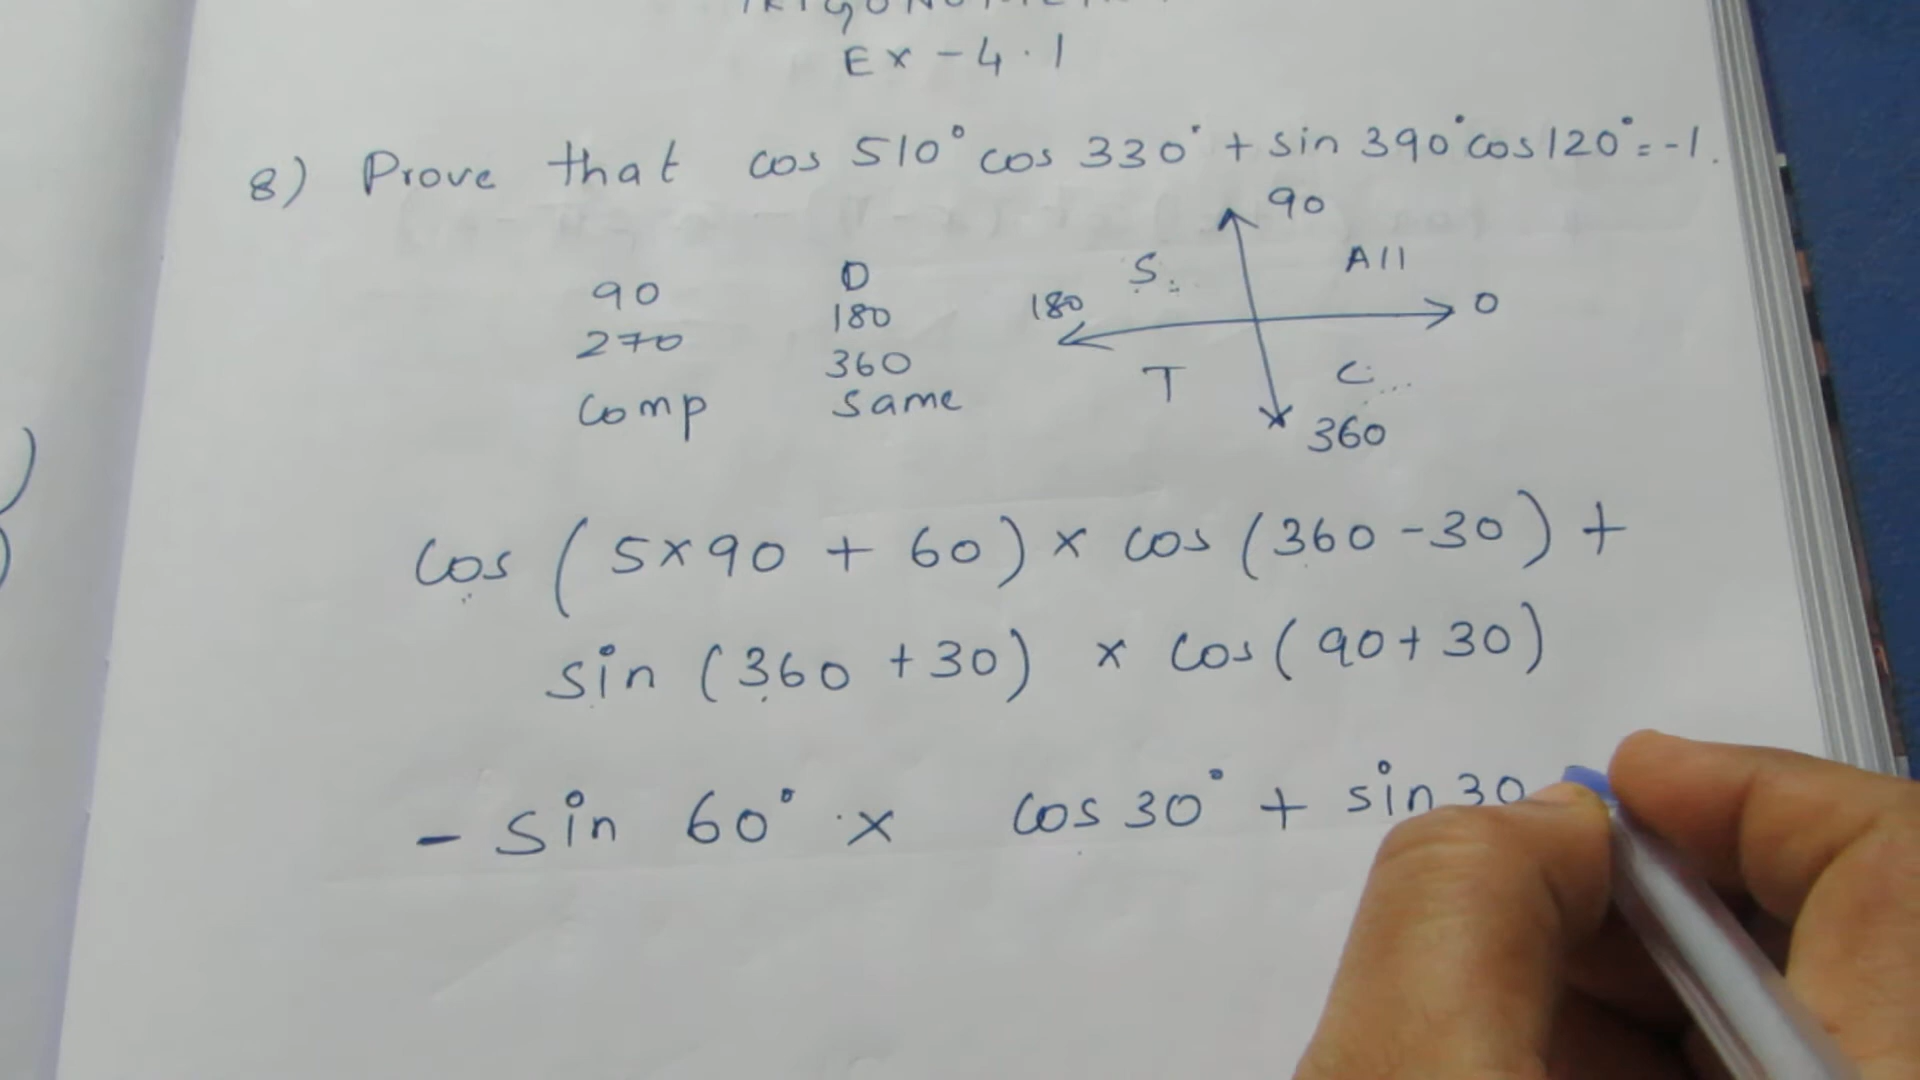 Ex - 4.1
8) Prove that cos 510° cos 330° + sin 390° cos 120° = -1.
90
90 0
S. All
270 180
180 0
360
Comp Same
T C
360
cos (5×90 + 60) × cos (360 - 30) +
sin (360 + 30) × cos (90 + 30)
- sin 60° × cos 30° + sin 30